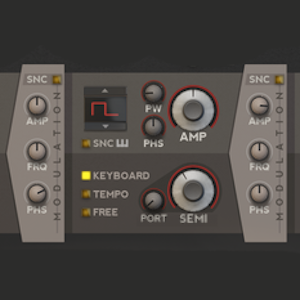 SNC
AMP
FRQ
PHS
MODULATION
PW
PHS
AMP
SNC
KEYBOARD
TEMPO
FREE
PORT
SEMI
SNC
AMP
FRQ
PHS
MODULATION